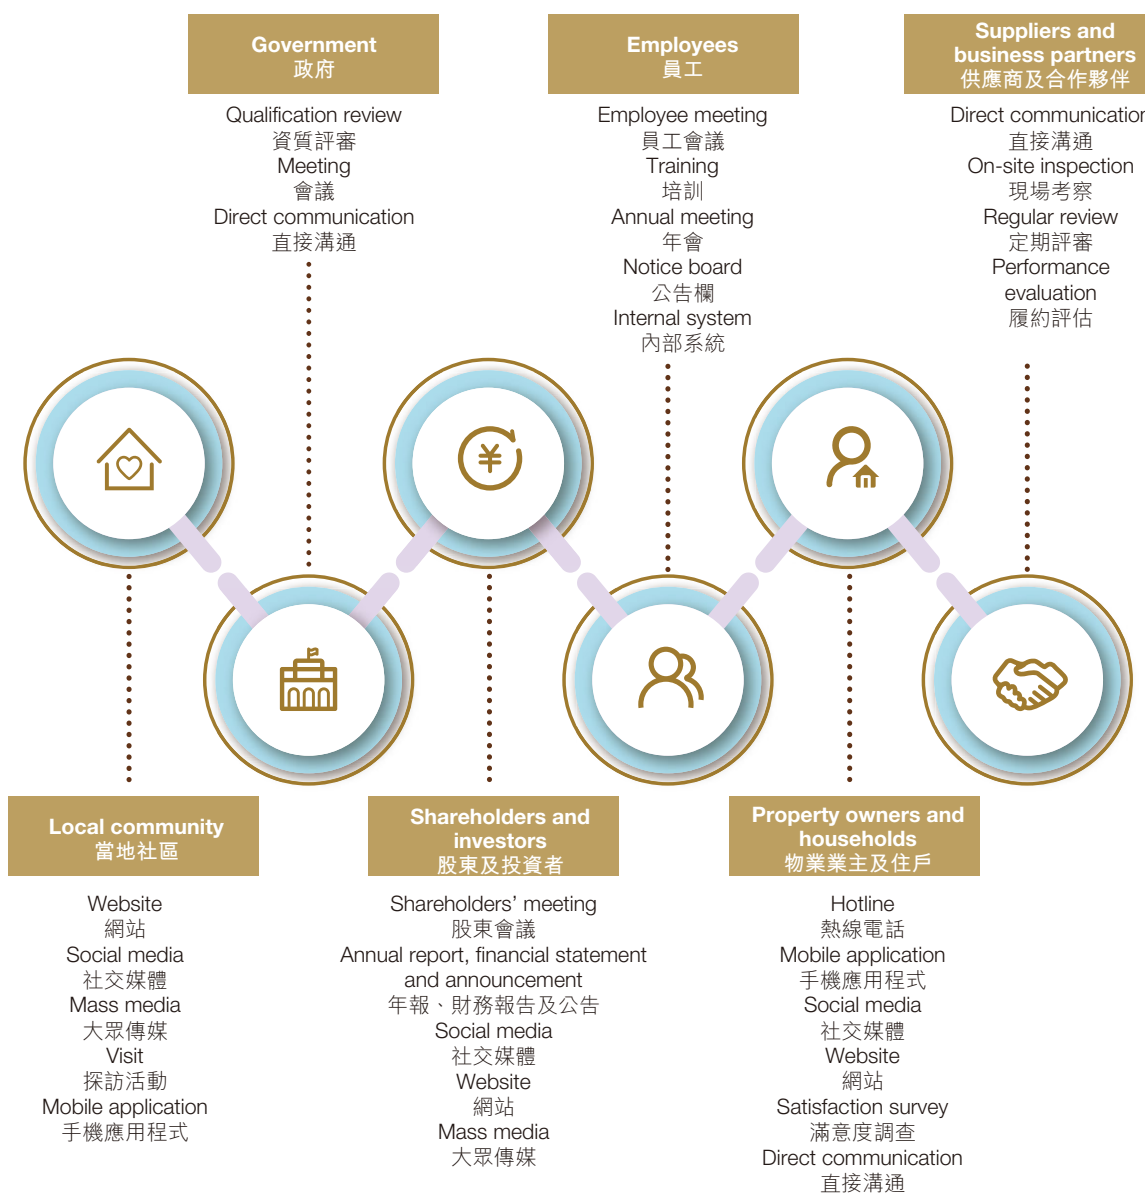 Government
政府
Qualification review
資質評審
Meeting
會議
Direct communication
直接溝通
Employees
員工
Employee meeting
員工會議
Training
培訓
Annual meeting
年會
Notice board
公告欄
Internal system
內部系統
Suppliers and
business partners
供應商及合作夥伴
Direct communication
直接溝通
On-site inspection
現場考察
Regular review
定期評審
Performance
evaluation
履約評估
¥
Local community
當地社區
Website
網站
Social media
社交媒體
Mass media
大眾傳媒
Visit
探訪活動
Mobile application
手機應用程式
Shareholders and
investors
股東及投資者
Shareholders’ meeting
股東會議
Annual report, financial statement
and announcement
年報、財務報告及公告
Social media
社交媒體
Website
網站
Mass media
大眾傳媒
Property owners and
households
物業業主及住戶
Hotline
熱線電話
Mobile application
手機應用程式
Social media
社交媒體
Website
網站
Satisfaction survey
滿意度調查
Direct communication
直接溝通